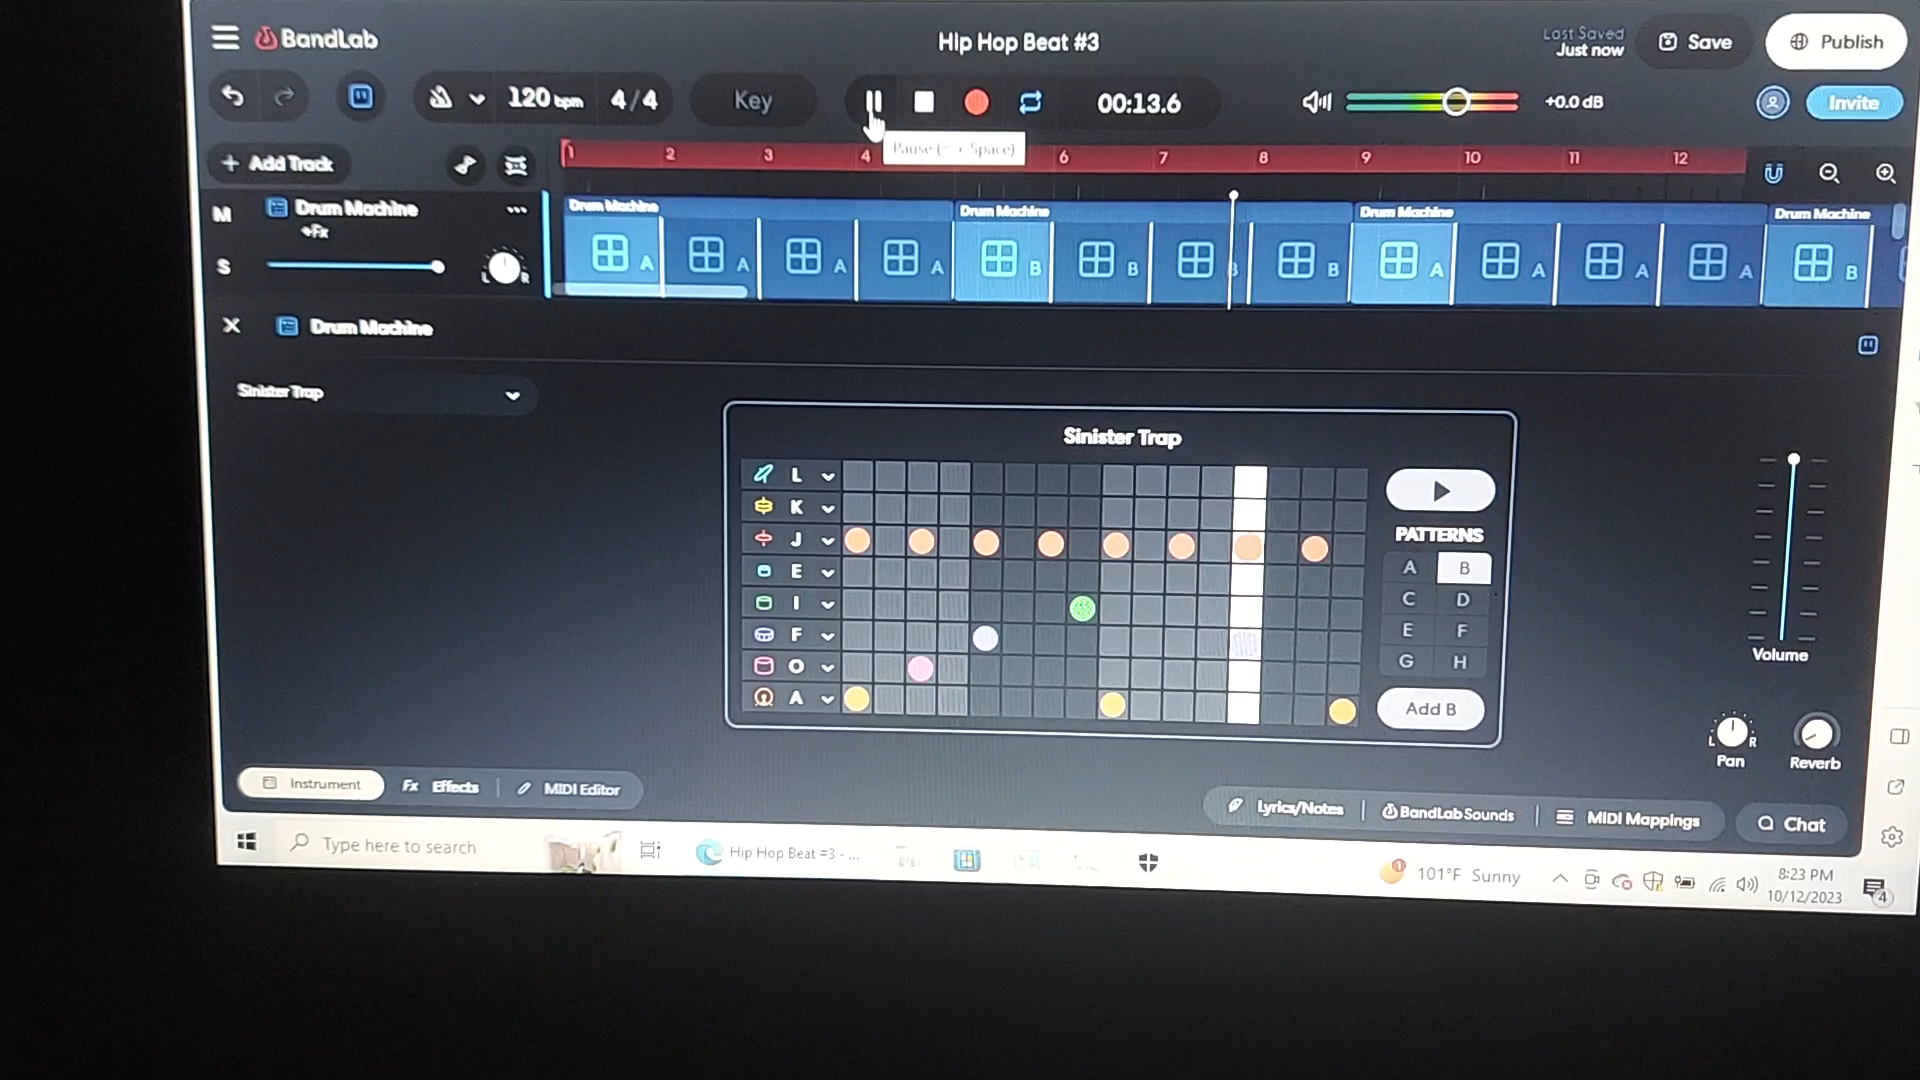 BandLab
Hip Hop Beat #3
Last Saved
Just now
Save
Publish
120 bpm
4/4
Key
00:13.6
+0.0 dB
Invite
Add Track
1 2 3 4 6 7 8 9 10 11 12
Pause ( + Space)
M
Drum Machine
+Fx
S
L R
Drum Machine
Drum Machine
Drum Machine
Drum Machine
A A A A B B B B A A A A B
Drum Machine
Sinister Trap
Sinister Trap
L
K
J
E
I
F
O
A
PATTERNS
A B
C D
E F
G H
Add B
Volume
L R
Pan
Reverb
Instrument
Fx Effects
MIDI Editor
Lyrics/Notes
BandLab Sounds
MIDI Mappings
Chat
Type here to search
Hip Hop Beat #3 - ...
1
101°F Sunny
8:23 PM
10/12/2023
4